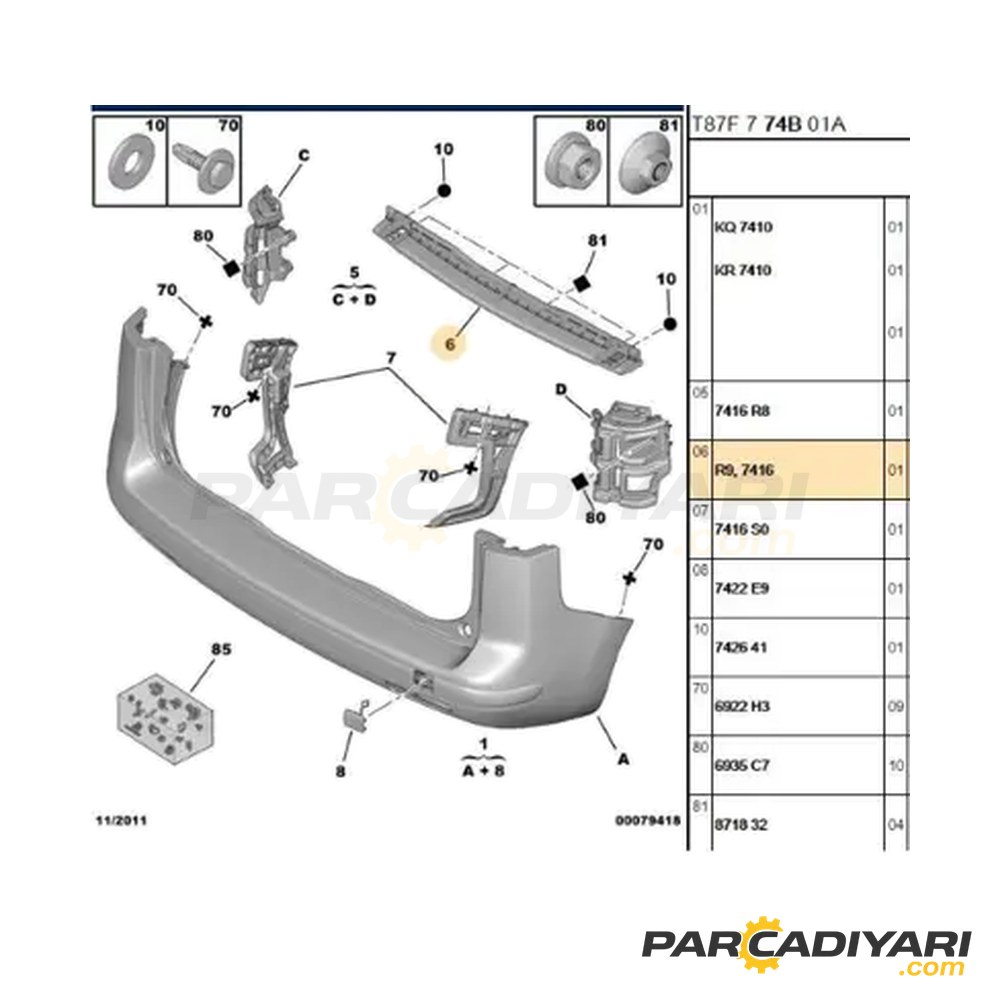 10 70 80 81
T87F 7 74B 01A
C
10
80
81
5
C + D
10
70
6
7
D
70
70
80
70
85
8
1
A + 8
A
11/2011
00079418
01 KQ 7410 01
KR 7410
01
05 7416 R8 01
06 R9, 7416 01
07 7416 S0 01
08 7422 E9 01
10 7426 41 01
70 6922 H3 09
80 6935 C7 10
81 8718 32 04
PARCADIYARI
.com
PARCADIYARI
.com